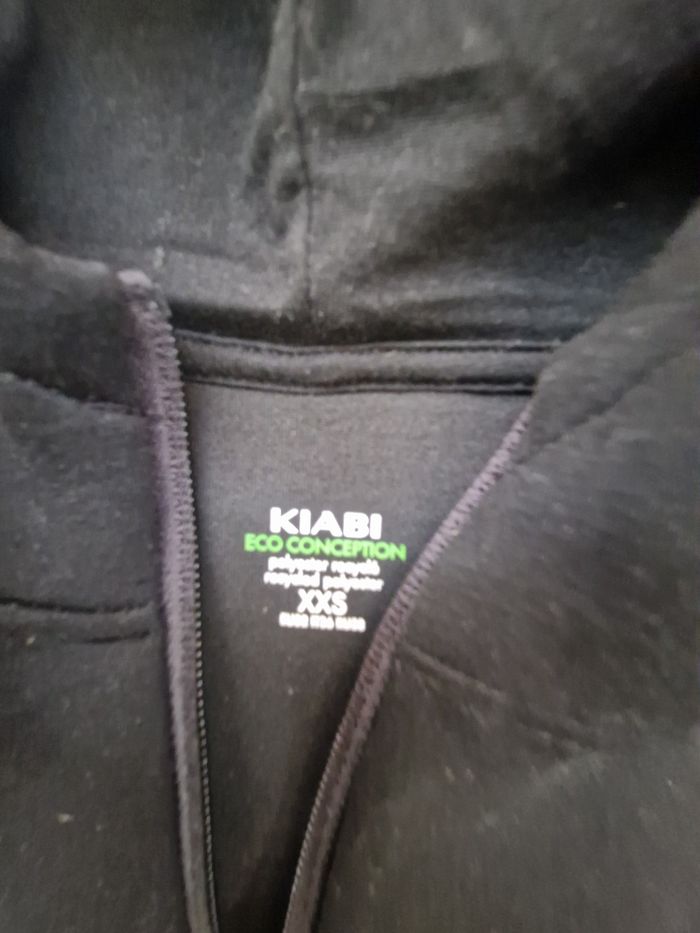 KIABI
ECO CONCEPTION
polyester recyclé
recycled polyester
XXS